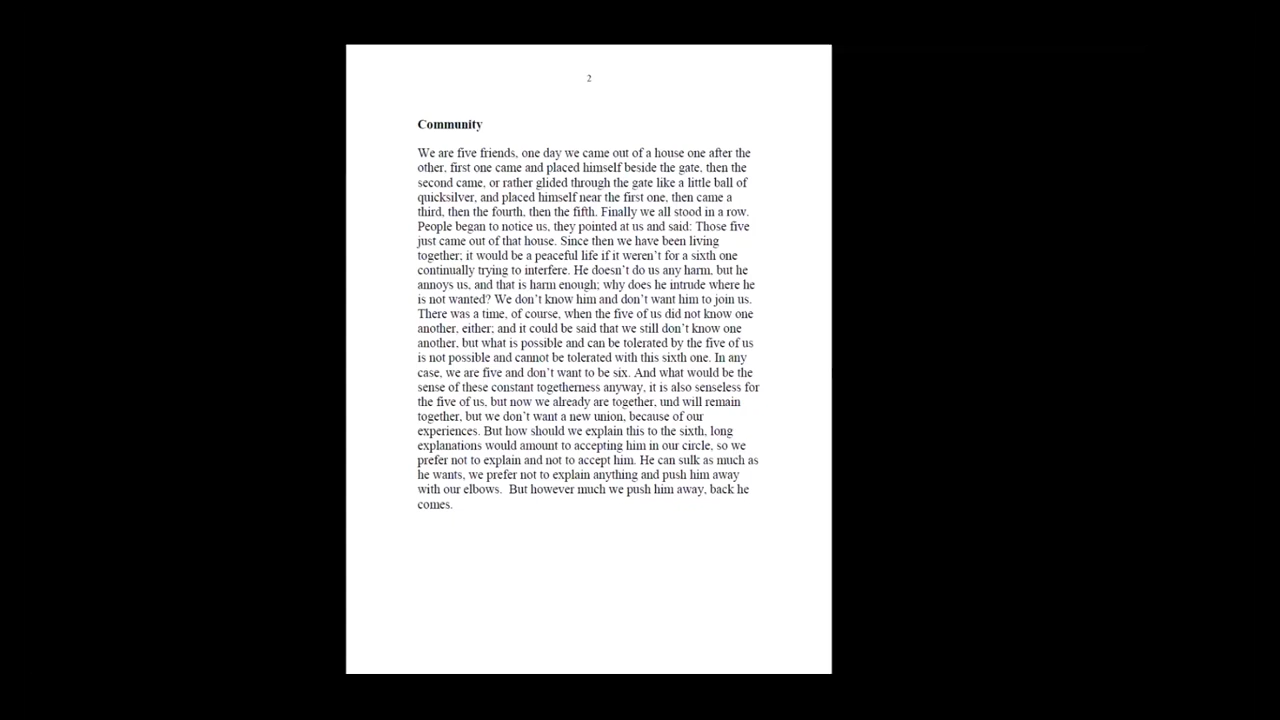 2
Community
We are five friends, one day we came out of a house one after the
other, first one came and placed himself beside the gate, then the
second came, or rather glided through the gate like a little ball of
quicksilver, and placed himself near the first one, then came a
third, then the fourth, then the fifth. Finally we all stood in a row.
People began to notice us, they pointed at us and said: Those five
just came out of that house. Since then we have been living
together; it would be a peaceful life if it weren’t for a sixth one
continually trying to interfere. He doesn’t do us any harm, but he
annoys us, and that is harm enough; why does he intrude where he
is not wanted? We don’t know him and don’t want him to join us.
There was a time, of course, when the five of us did not know one
another, either; and it could be said that we still don’t know one
another, but what is possible and can be tolerated by the five of us
is not possible and cannot be tolerated with this sixth one. In any
case, we are five and don’t want to be six. And what would be the
sense of these constant togetherness anyway, it is also senseless for
the five of us, but now we already are together, und will remain
together, but we don’t want a new union, because of our
experiences. But how should we explain this to the sixth, long
explanations would amount to accepting him in our circle, so we
prefer not to explain and not to accept him. He can sulk as much as
he wants, we prefer not to explain anything and push him away
with our elbows.  But however much we push him away, back he
comes.